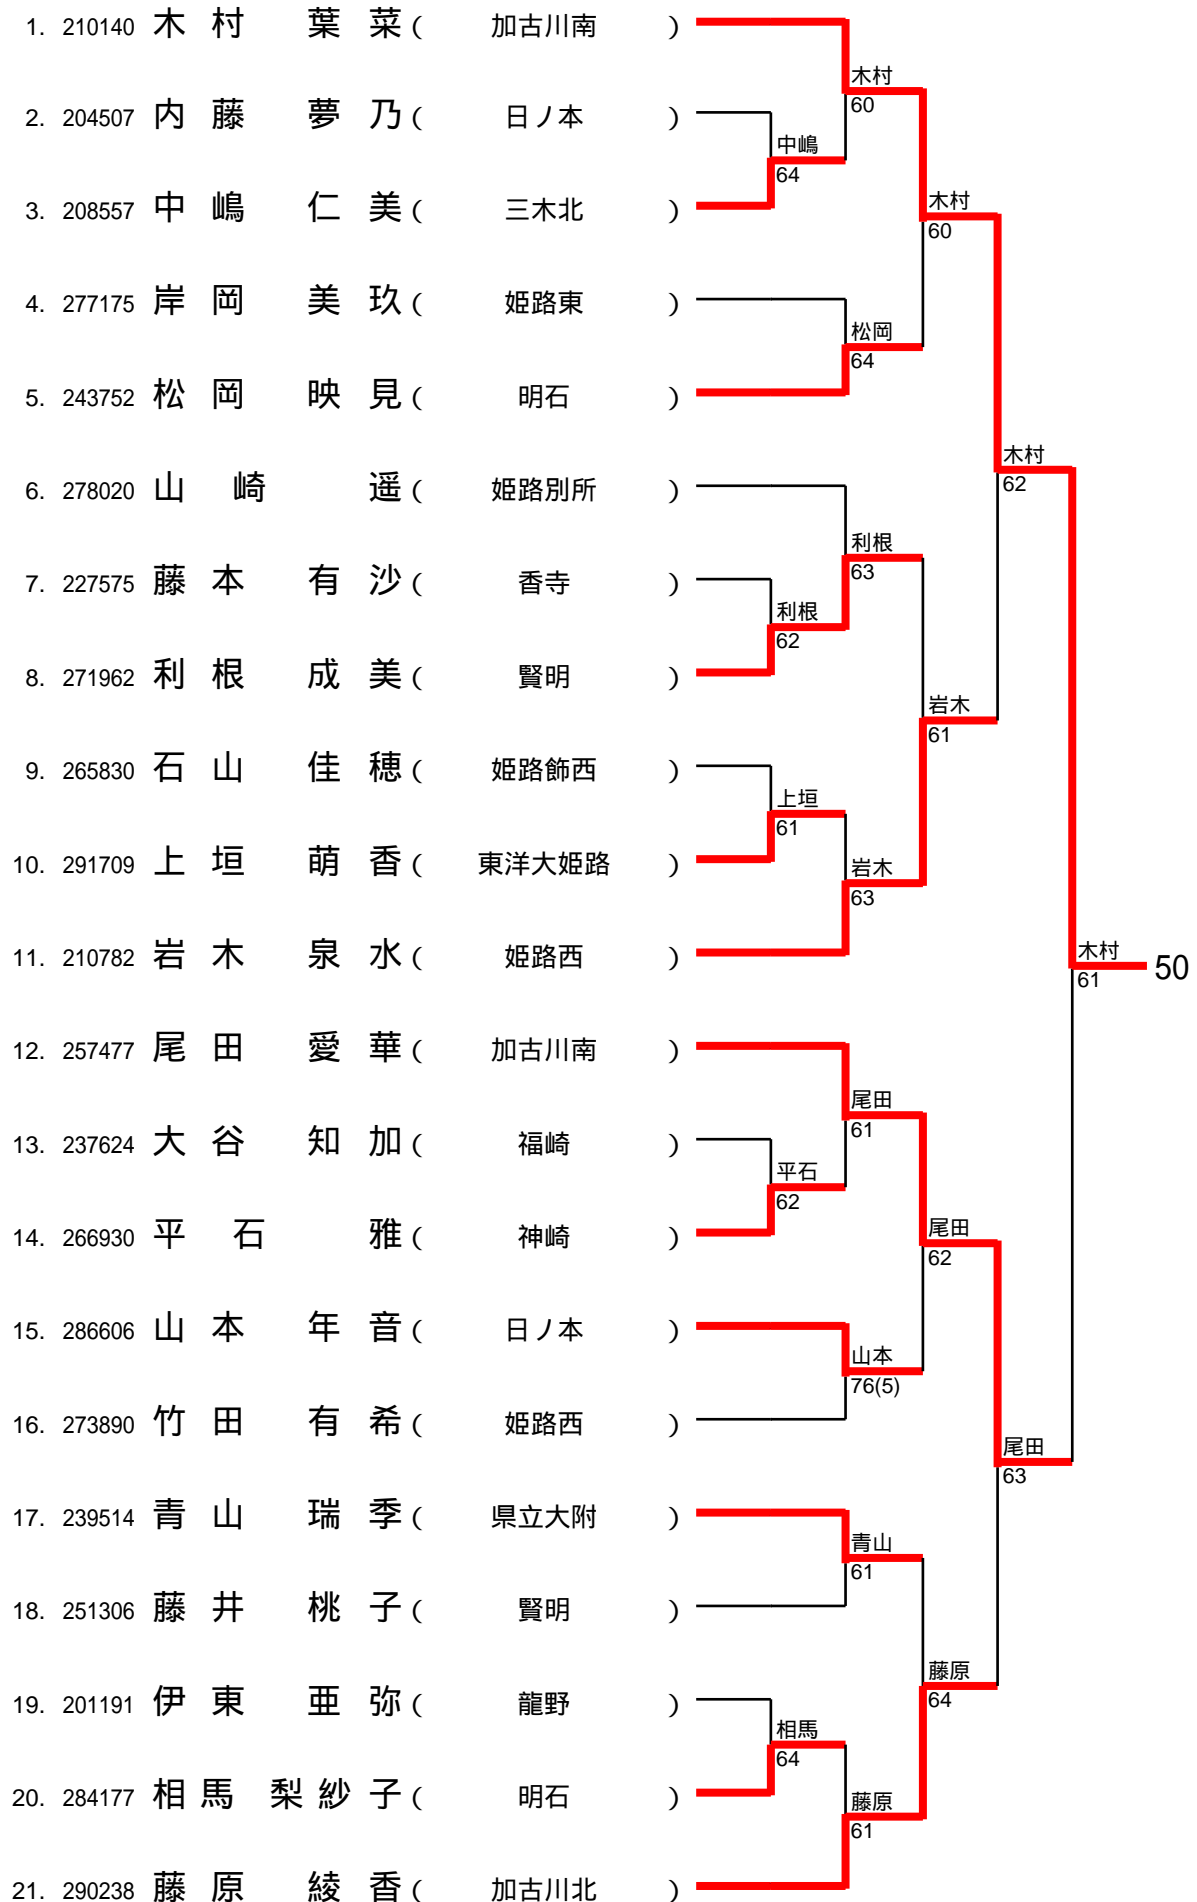 1. 210140 木村 葉菜 ( 加古川南 )
木村
60
2. 204507 内藤 夢乃 ( 日ノ本 )
中嶋
64
3. 208557 中嶋 仁美 ( 三木北 )
木村
60
4. 277175 岸岡 美玖 ( 姫路東 )
松岡
64
5. 243752 松岡 映見 ( 明石 )
木村
62
6. 278020 山崎 遥 ( 姫路別所 )
利根
63
7. 227575 藤本 有沙 ( 香寺 )
利根
62
8. 271962 利根 成美 ( 賢明 )
岩木
61
9. 265830 石山 佳穂 ( 姫路飾西 )
上垣
61
10. 291709 上垣 萌香 ( 東洋大姫路 )
岩木
63
11. 210782 岩木 泉水 ( 姫路西 )
木村
61
50
12. 257477 尾田 愛華 ( 加古川南 )
尾田
61
13. 237624 大谷 知加 ( 福崎 )
平石
62
14. 266930 平石 雅 ( 神崎 )
尾田
62
15. 286606 山本 年音 ( 日ノ本 )
山本
76(5)
16. 273890 竹田 有希 ( 姫路西 )
尾田
63
17. 239514 青山 瑞季 ( 県立大附 )
青山
61
18. 251306 藤井 桃子 ( 賢明 )
藤原
64
19. 201191 伊東 亜弥 ( 龍野 )
相馬
64
20. 284177 相馬 梨紗子 ( 明石 )
藤原
61
21. 290238 藤原 綾香 ( 加古川北 )